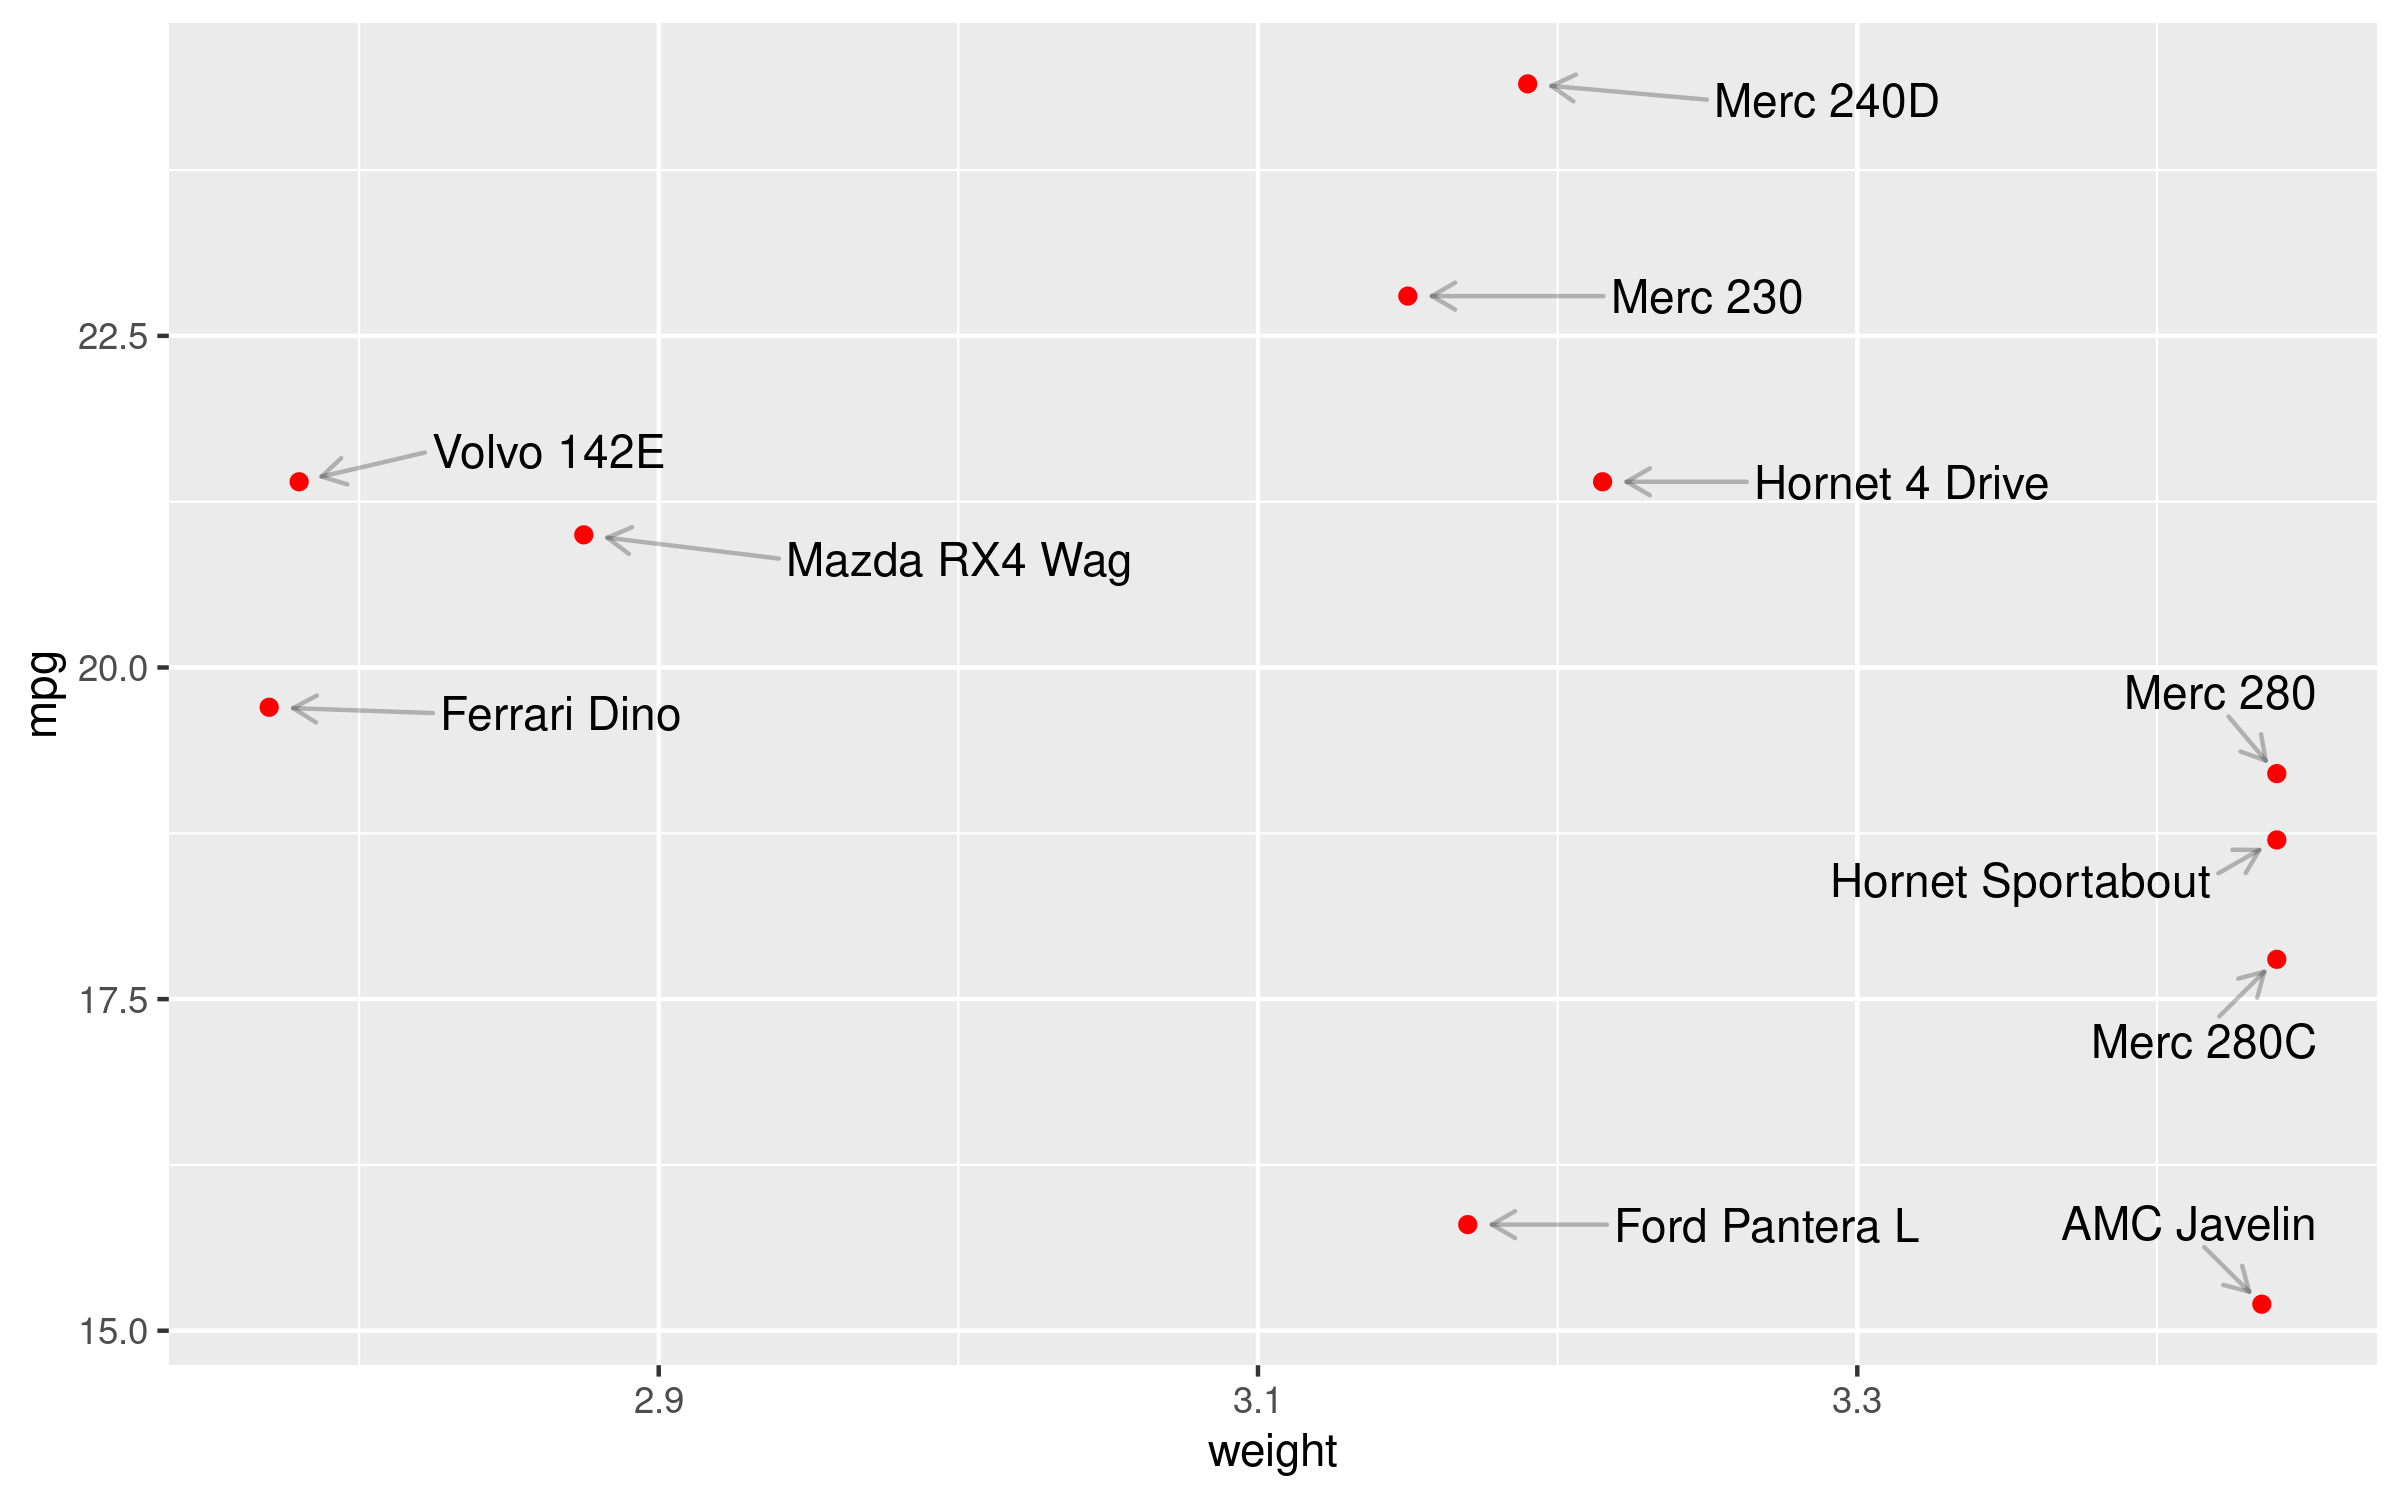 Merc 240D
Merc 230
22.5
Volvo 142E
Hornet 4 Drive
Mazda RX4 Wag
mpg
20.0
Merc 280
Ferrari Dino
Hornet Sportabout
17.5
Merc 280C
Ford Pantera L
AMC Javelin
15.0
2.9
3.1
3.3
weight